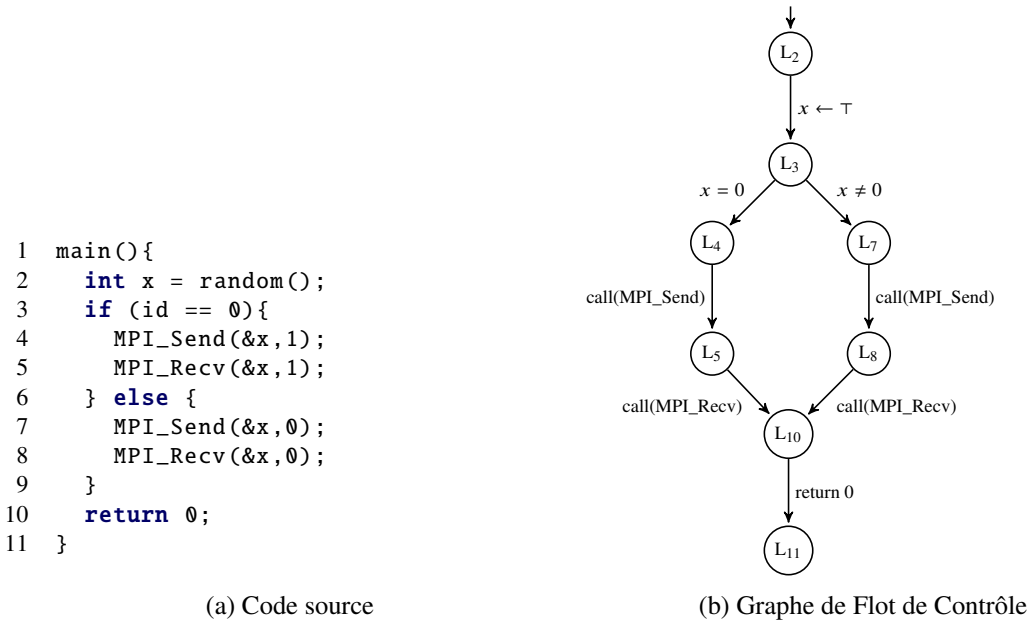 1 main(){
2 int x = random();
3 if (id == 0){
4 MPI_Send(&x,1);
5 MPI_Recv(&x,1);
6 } else {
7 MPI_Send(&x,0);
8 MPI_Recv(&x,0);
9 }
10 return 0;
11 }
(a) Code source
L2
x ← ⊤
L3
x = 0 x ≠ 0
L4 L7
call(MPI_Send) call(MPI_Send)
L5 L8
call(MPI_Recv) call(MPI_Recv)
L10
return 0
L11
(b) Graphe de Flot de Contrôle